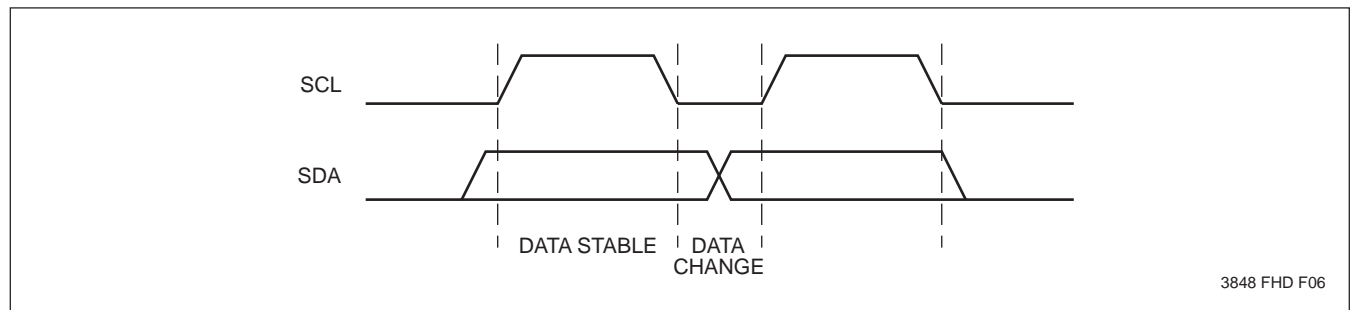 SCL
SDA
DATA STABLE
DATA
CHANGE
3848 FHD F06